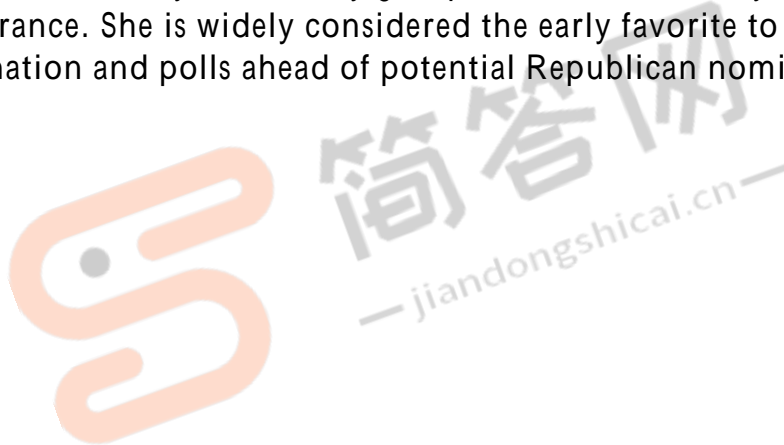 rance. She is widely considered the early favorite to
nation and polls ahead of potential Republican nomi
简答网
jiandongshicai.cn